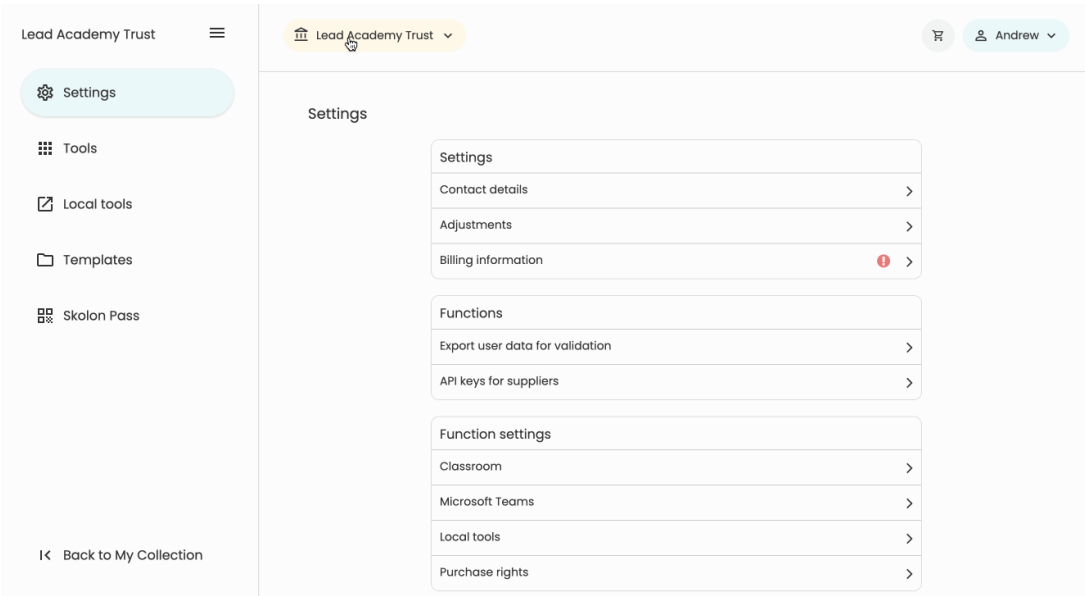 Lead Academy Trust
Lead Academy Trust
Andrew
Settings
Tools
Local tools
Templates
Skolon Pass
Back to My Collection
Settings
Settings
Contact details
Adjustments
Billing information
Functions
Export user data for validation
API keys for suppliers
Function settings
Classroom
Microsoft Teams
Local tools
Purchase rights